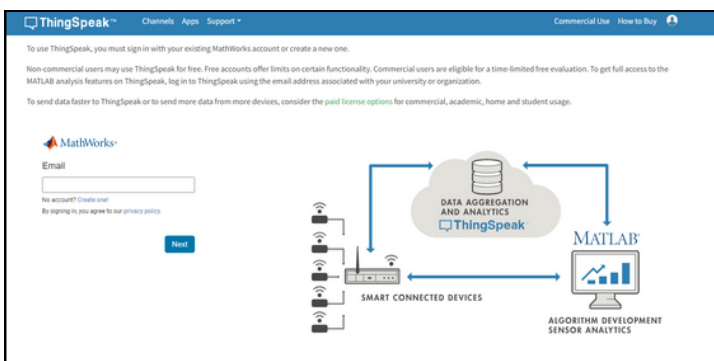 ThingSpeak™ Channels Apps Support Commercial Use How to Buy
To use ThingSpeak, you must sign in with your existing MathWorks account or create a new one.
Non-commercial users may use ThingSpeak for free. Free accounts offer limits on certain functionality. Commercial users are eligible for a time-limited free evaluation. To get full access to the
MATLAB analysis features on ThingSpeak, log in to ThingSpeak using the email address associated with your university or organization.
To send data faster to ThingSpeak or to send more data from more devices, consider the paid license options for commercial, academic, home and student usage.
MathWorks®
Email
No account? Create one!
By signing in, you agree to our privacy policy.
Next
DATA AGGREGATION
AND ANALYTICS
ThingSpeak™
MATLAB®
SMART CONNECTED DEVICES
ALGORITHM DEVELOPMENT
SENSOR ANALYTICS